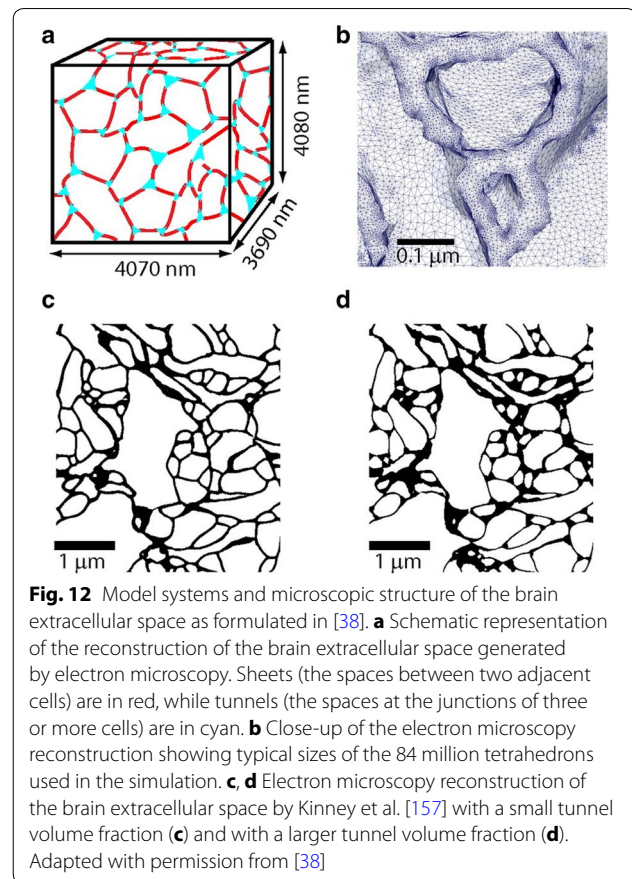 a
b
4080 nm
3690 nm
4070 nm
0.1 µm
c
d
1 µm
1 µm
Fig. 12 Model systems and microscopic structure of the brain
extracellular space as formulated in [38]. a Schematic representation
of the reconstruction of the brain extracellular space generated
by electron microscopy. Sheets (the spaces between two adjacent
cells) are in red, while tunnels (the spaces at the junctions of three
or more cells) are in cyan. b Close-up of the electron microscopy
reconstruction showing typical sizes of the 84 million tetrahedrons
used in the simulation. c, d Electron microscopy reconstruction of
the brain extracellular space by Kinney et al. [157] with a small tunnel
volume fraction (c) and with a larger tunnel volume fraction (d).
Adapted with permission from [38]